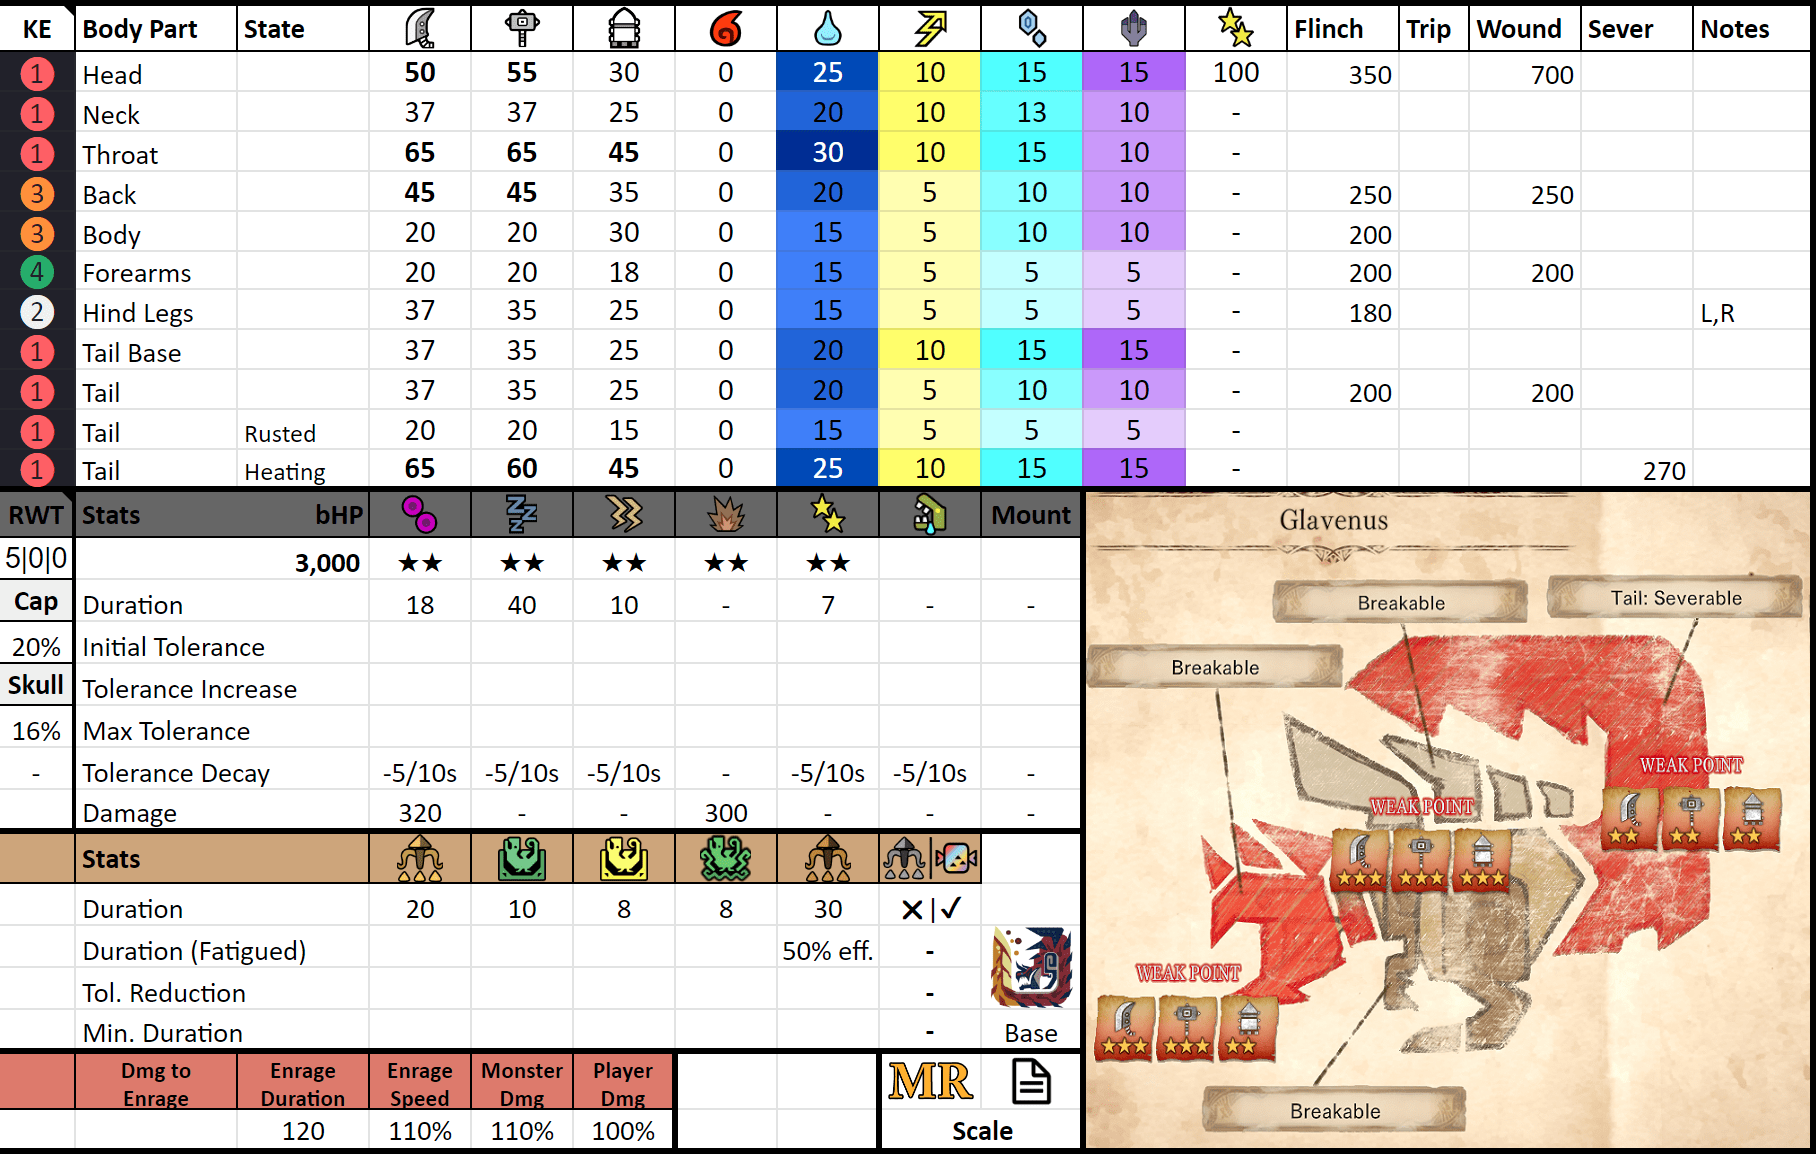 KE Body Part State Flinch Trip Wound Sever Notes
1 Head 50 55 30 0 25 10 15 15 100 350 700
1 Neck 37 37 25 0 20 10 13 10 -
1 Throat 65 65 45 0 30 10 15 10 -
3 Back 45 45 35 0 20 5 10 10 - 250 250
3 Body 20 20 30 0 15 5 10 10 - 200
4 Forearms 20 20 18 0 15 5 5 5 - 200 200
2 Hind Legs 37 35 25 0 15 5 5 5 - 180 L,R
1 Tail Base 37 35 25 0 20 10 15 15 -
1 Tail 37 35 25 0 20 5 10 10 - 200 200
1 Tail Rusted 20 20 15 0 15 5 5 5 -
1 Tail Heating 65 60 45 0 25 10 15 15 - 270
RWT Stats bHP Mount
5|0|0 3,000 ★★ ★★ ★★ ★★ ★★
Cap Duration 18 40 10 - 7 - -
20% Initial Tolerance
Skull Tolerance Increase
16% Max Tolerance
- Tolerance Decay -5/10s -5/10s -5/10s - -5/10s -5/10s -
Damage 320 - - 300 - - -
Stats
Duration 20 10 8 8 30 ✕|✓
Duration (Fatigued) 50% eff. -
Tol. Reduction -
Min. Duration - Base
Dmg to Enrage Enrage Duration Enrage Speed Monster Dmg Player Dmg MR
120 110% 110% 100% Scale
Glavenus
Breakable
Tail: Severable
Breakable
WEAK POINT
WEAK POINT
WEAK POINT
Breakable